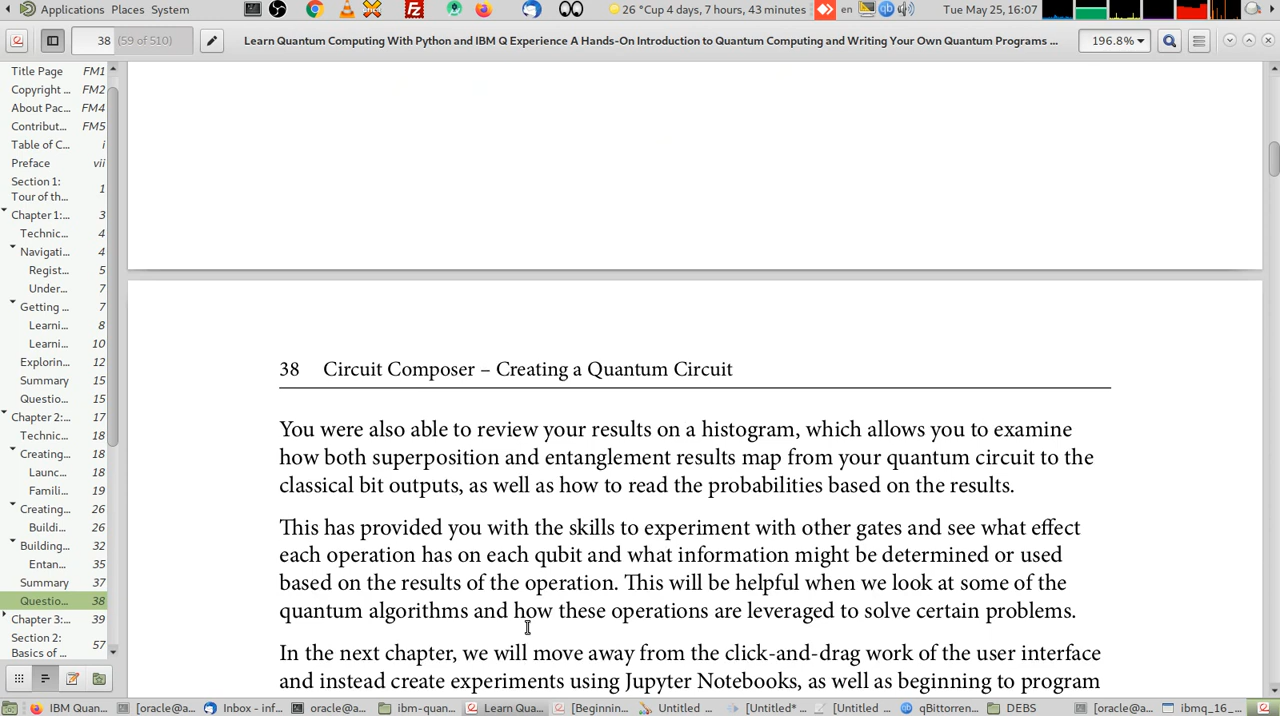 Applications Places System 26 °Cup 4 days, 7 hours, 43 minutes en Tue May 25, 16:07
38 (59 of 510) Learn Quantum Computing With Python and IBM Q Experience A Hands-On Introduction to Quantum Computing and Writing Your Own Quantum Programs ... 196.8%
Title Page FM1
Copyright ... FM2
About Pac... FM4
Contribut... FM5
Table of C... i
Preface vii
Section 1:
Tour of th... 1
Chapter 1:... 3
Technic... 4
Navigati... 4
Regist... 5
Under... 7
Getting ... 7
Learni... 8
Learni... 10
Explorin... 12
Summary 15
Questio... 15
Chapter 2:... 17
Technic... 18
Creating... 18
Launc... 18
Famili... 19
Creating... 26
Buildi... 26
Building... 32
Entan... 35
Summary 37
Questio... 38
Chapter 3:... 39
Section 2:
Basics of ... 57
38 Circuit Composer – Creating a Quantum Circuit
You were also able to review your results on a histogram, which allows you to examine
how both superposition and entanglement results map from your quantum circuit to the
classical bit outputs, as well as how to read the probabilities based on the results.
This has provided you with the skills to experiment with other gates and see what effect
each operation has on each qubit and what information might be determined or used
based on the results of the operation. This will be helpful when we look at some of the
quantum algorithms and how these operations are leveraged to solve certain problems.
In the next chapter, we will move away from the click-and-drag work of the user interface
and instead create experiments using Jupyter Notebooks, as well as beginning to program
IBM Quan... [oracle@a... Inbox - inf... oracle@a... ibm-quan... Learn Qua... [Beginnin... Untitled ... [Untitled* ... [Untitled ... qBittorren... DEBS [oracle@a... ibmq_16_...